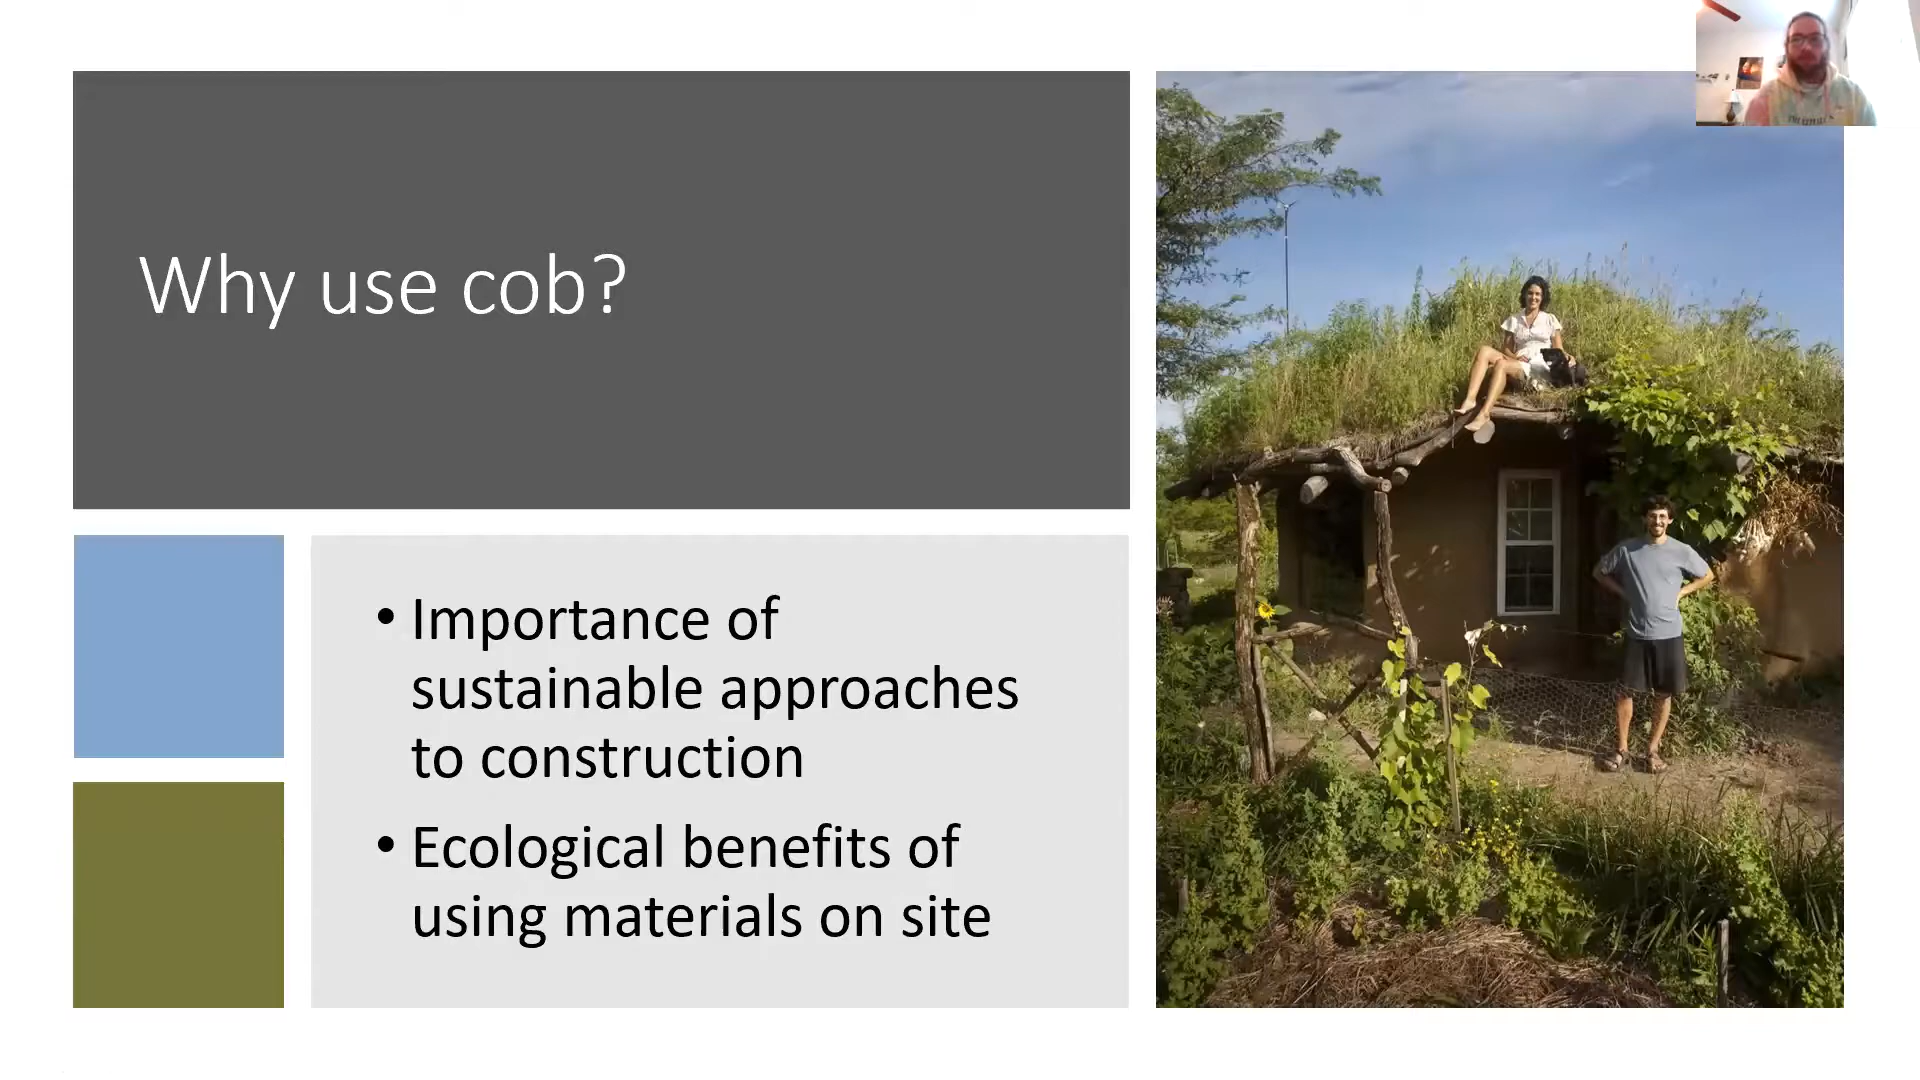 Why use cob?
• Importance of
sustainable approaches
to construction
• Ecological benefits of
using materials on site